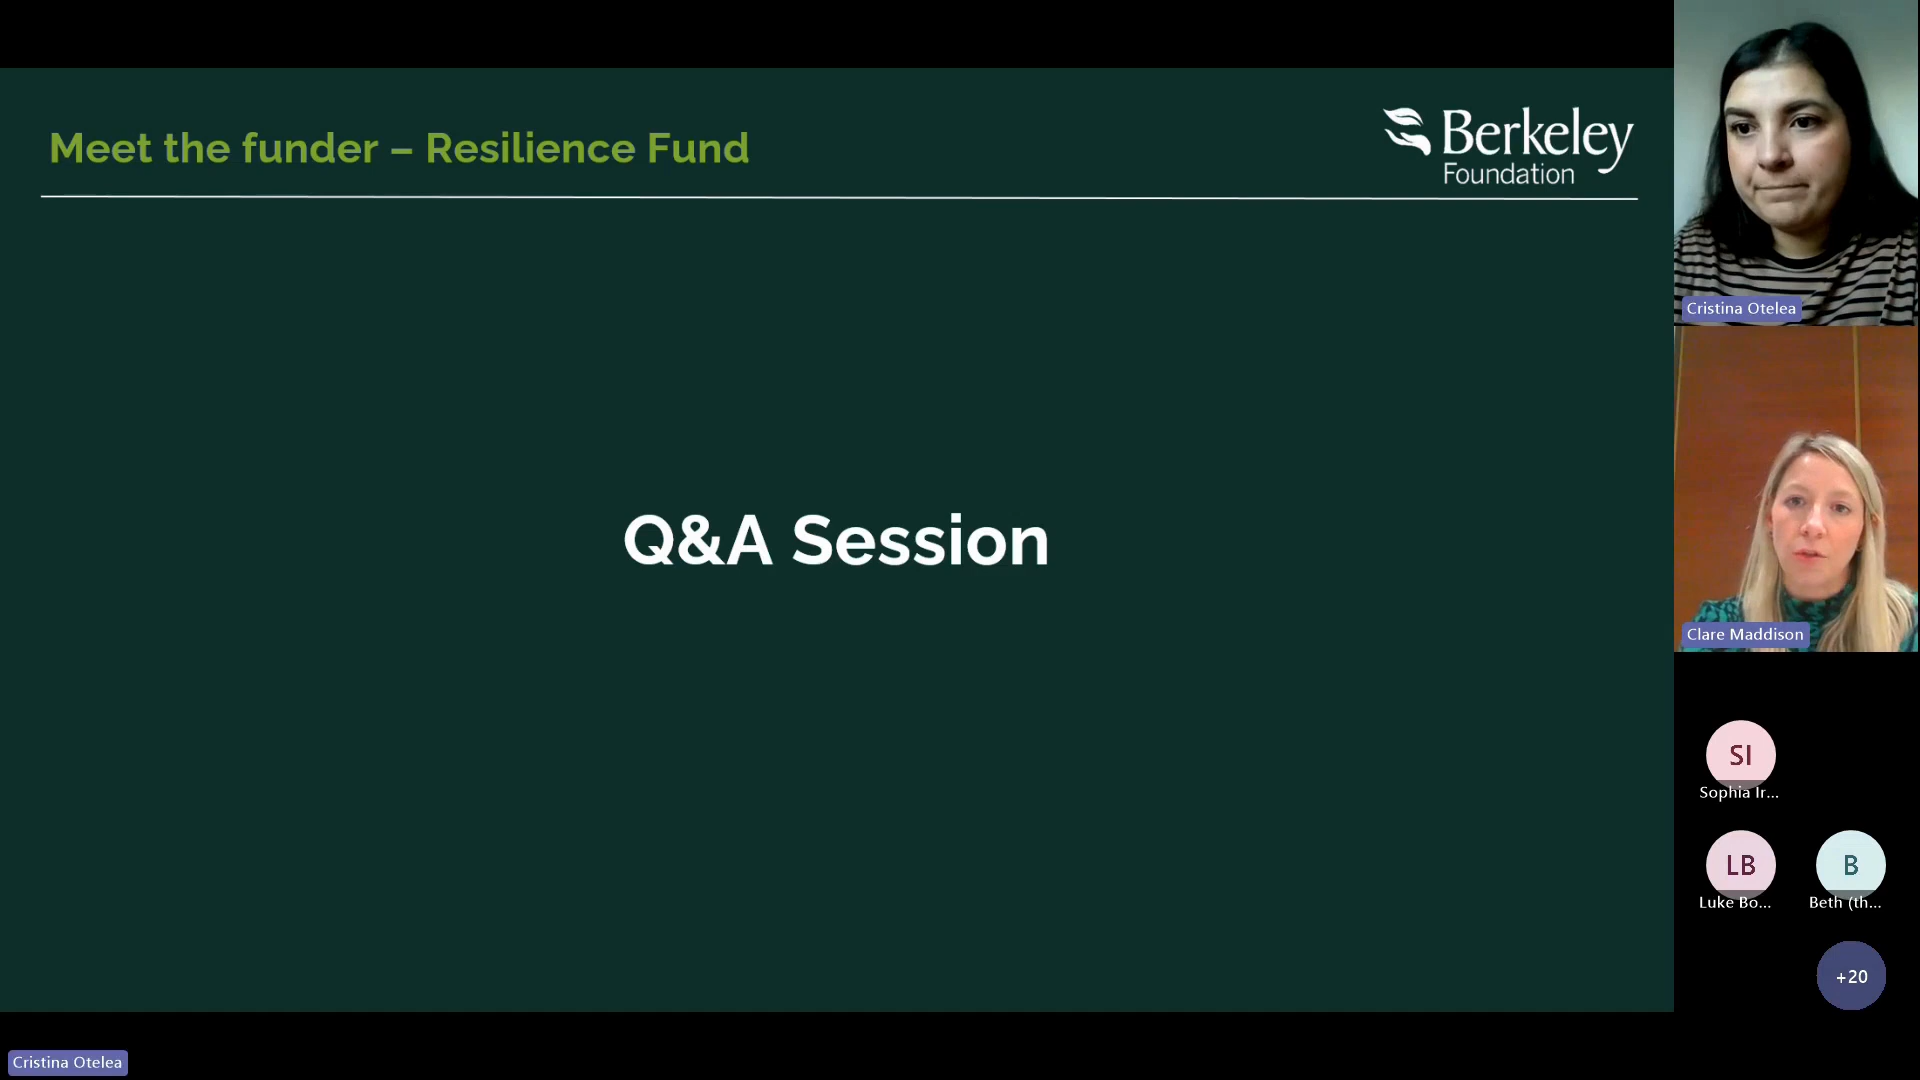 Meet the funder – Resilience Fund
Berkeley
Foundation
Q&A Session
Cristina Otelea
Clare Maddison
SI
Sophia Ir...
LB
Luke Bo...
B
Beth (th...
+20
Cristina Otelea